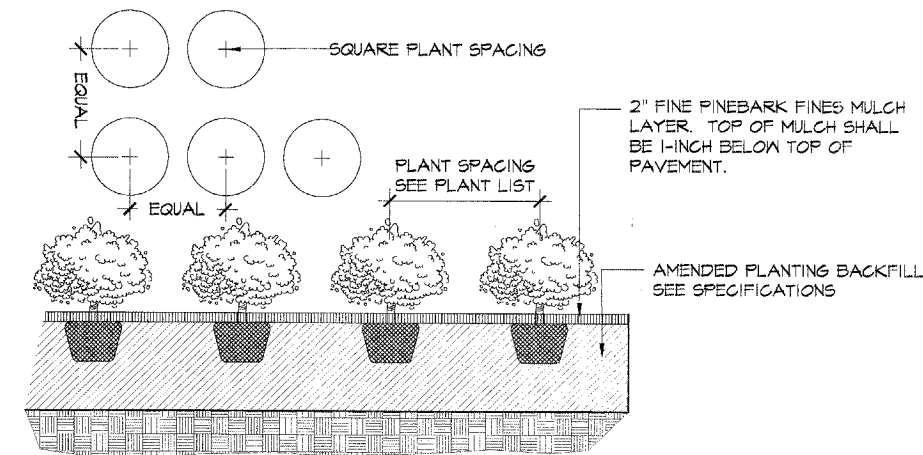 SQUARE PLANT SPACING
EQUAL
2" FINE PINEBARK FINES MULCH
LAYER. TOP OF MULCH SHALL
BE 1-INCH BELOW TOP OF
PAVEMENT.
PLANT SPACING
SEE PLANT LIST
EQUAL
AMENDED PLANTING BACKFILL
SEE SPECIFICATIONS